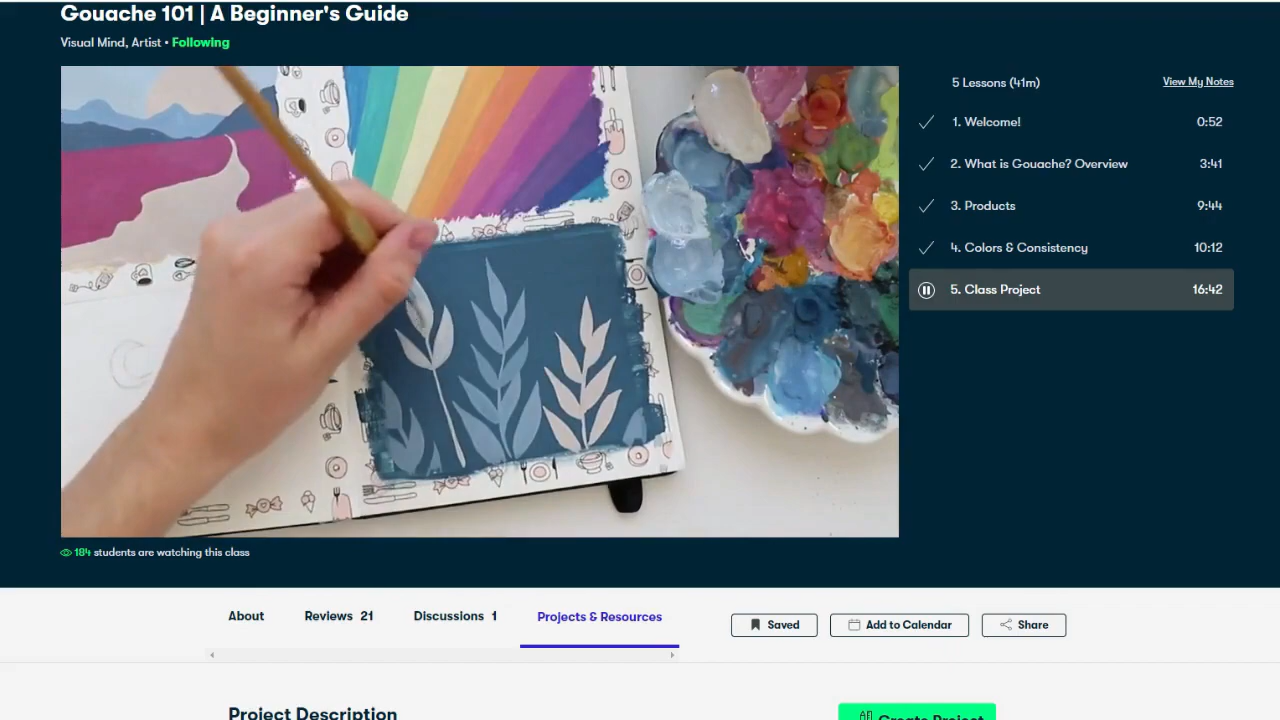 Gouache 101 | A Beginner's Guide
Visual Mind, Artist • Following
5 Lessons (41m)
View My Notes
1. Welcome! 0:52
2. What is Gouache? Overview 3:41
3. Products 9:44
4. Colors & Consistency 10:12
5. Class Project 16:42
184 students are watching this class
About
Reviews 21
Discussions 1
Projects & Resources
Saved
Add to Calendar
Share
Project Description
Create Project